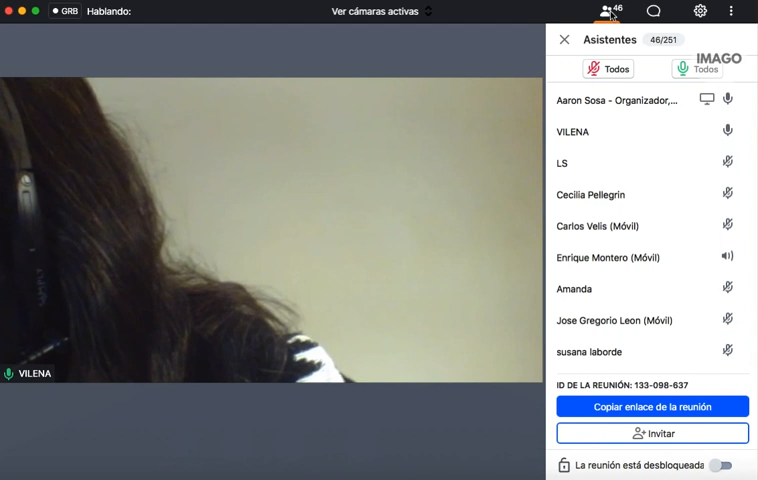 GRB Hablando: Ver cámaras activas 46
Asistentes 46/251
IMAGO
Todos Todos
Aaron Sosa - Organizador,...
VILENA
LS
Cecilia Pellegrin
Carlos Velis (Móvil)
Enrique Montero (Móvil)
Amanda
Jose Gregorio Leon (Móvil)
susana laborde
VILENA
ID DE LA REUNIÓN: 133-098-637
Copiar enlace de la reunión
Invitar
La reunión está desbloqueada